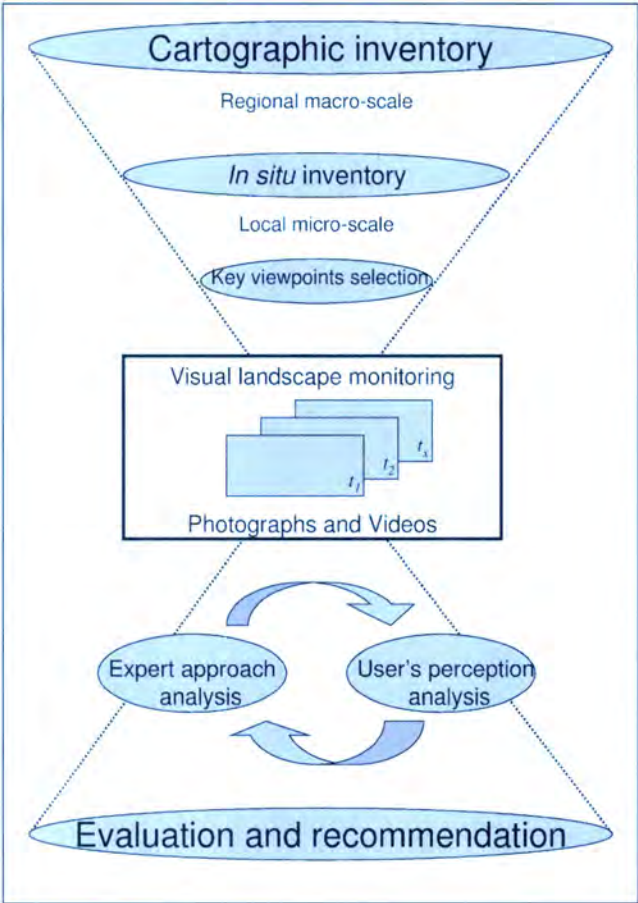 Cartographic inventory
Regional macro-scale
In situ inventory
Local micro-scale
Key viewpoints selection
Visual landscape monitoring
t1
t2
tx
Photographs and Videos
Expert approach
analysis
User's perception
analysis
Evaluation and recommendation